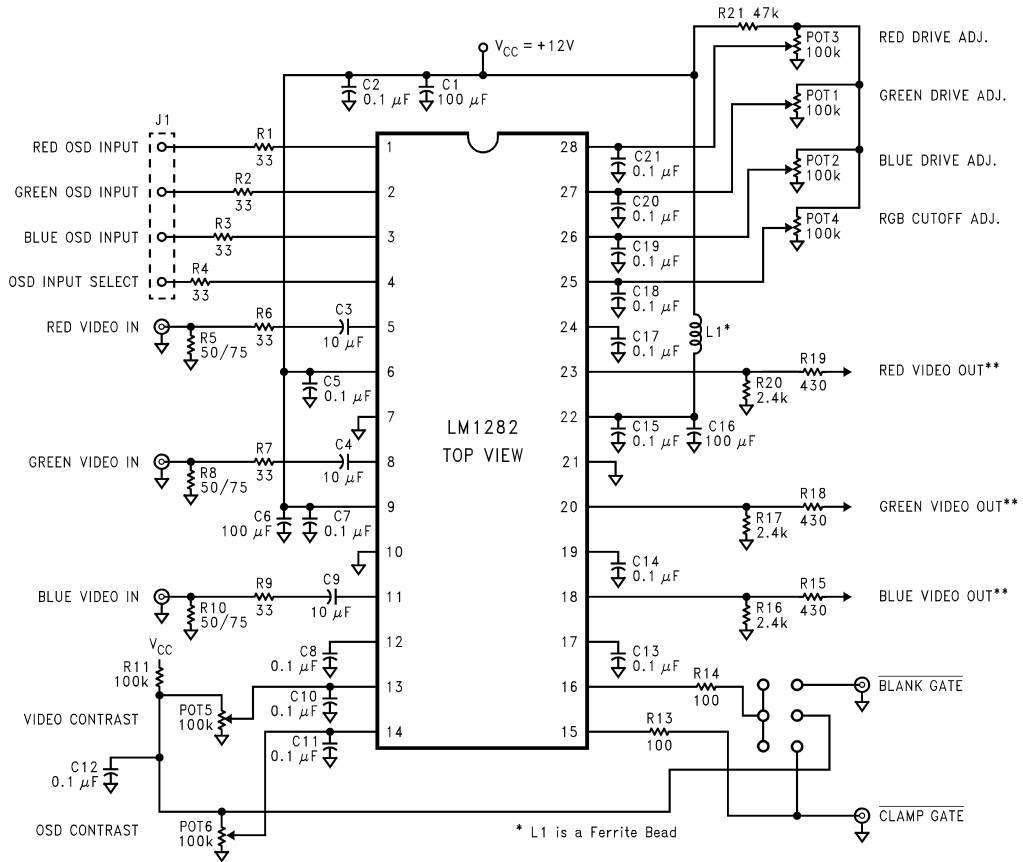 R21 47k
POT3
100k
RED DRIVE ADJ.
V_CC = +12V
C2
0.1 µF
C1
100 µF
POT1
100k
GREEN DRIVE ADJ.
J1
RED OSD INPUT
R1
33
1
28
C21
0.1 µF
POT2
100k
BLUE DRIVE ADJ.
GREEN OSD INPUT
R2
33
2
27
C20
0.1 µF
POT4
100k
RGB CUTOFF ADJ.
BLUE OSD INPUT
R3
33
3
26
C19
0.1 µF
OSD INPUT SELECT
R4
33
4
25
C18
0.1 µF
RED VIDEO IN
R5
50/75
R6
33
C3
10 µF
5
24
C17
0.1 µF
L1*
C5
0.1 µF
6
23
R20
2.4k
R19
430
RED VIDEO OUT**
7
LM1282
TOP VIEW
22
C15
0.1 µF
C16
100 µF
GREEN VIDEO IN
R8
50/75
R7
33
C4
10 µF
8
21
C6
100 µF
C7
0.1 µF
9
20
R17
2.4k
R18
430
GREEN VIDEO OUT**
10
19
C14
0.1 µF
BLUE VIDEO IN
R10
50/75
R9
33
C9
10 µF
11
18
R16
2.4k
R15
430
BLUE VIDEO OUT**
C8
0.1 µF
12
17
C13
0.1 µF
V_CC
R11
100k
VIDEO CONTRAST
POT5
100k
C10
0.1 µF
13
16
R14
100
BLANK GATE
C11
0.1 µF
14
15
R13
100
C12
0.1 µF
OSD CONTRAST
POT6
100k
* L1 is a Ferrite Bead
CLAMP GATE